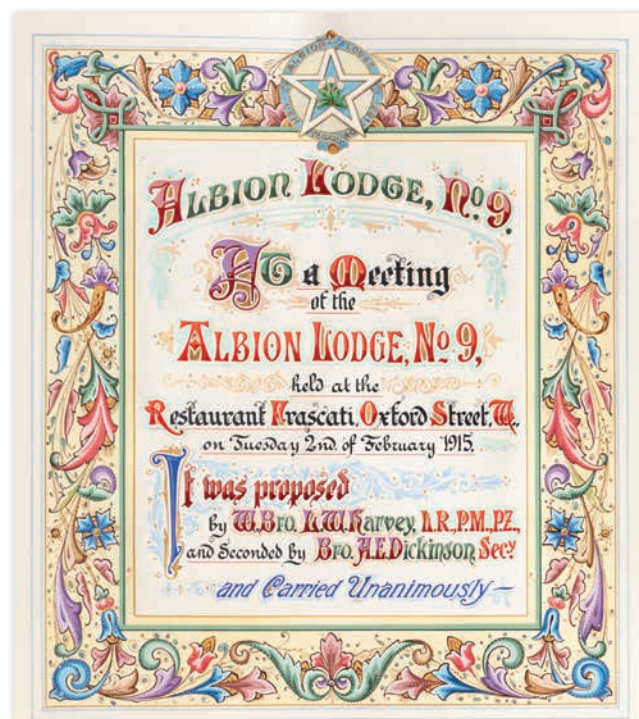 ALBION LODGE
ALBION LODGE, No 9.
At a Meeting
of the
ALBION LODGE, No 9,
held at the
Restaurant Frascati, Oxford Street, W.,
on Tuesday 2nd. of February 1915,
It was proposed
by W. Bro. L.W. Harvey, L.R., P.M., P.Z.,
and Seconded by Bro. A.E. Dickinson, Secy.
and Carried Unanimously —